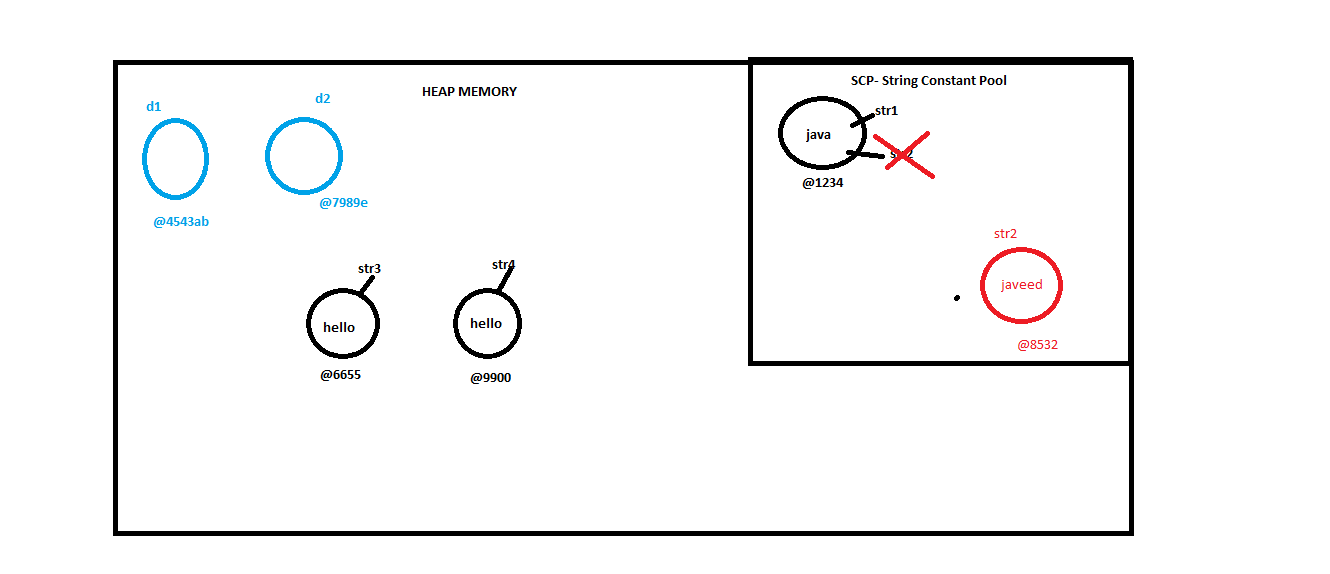 HEAP MEMORY
SCP- String Constant Pool
d1
d2
@4543ab
@7989e
str3
hello
@6655
str4
hello
@9900
str1
java
str2
@1234
str2
javeed
@8532